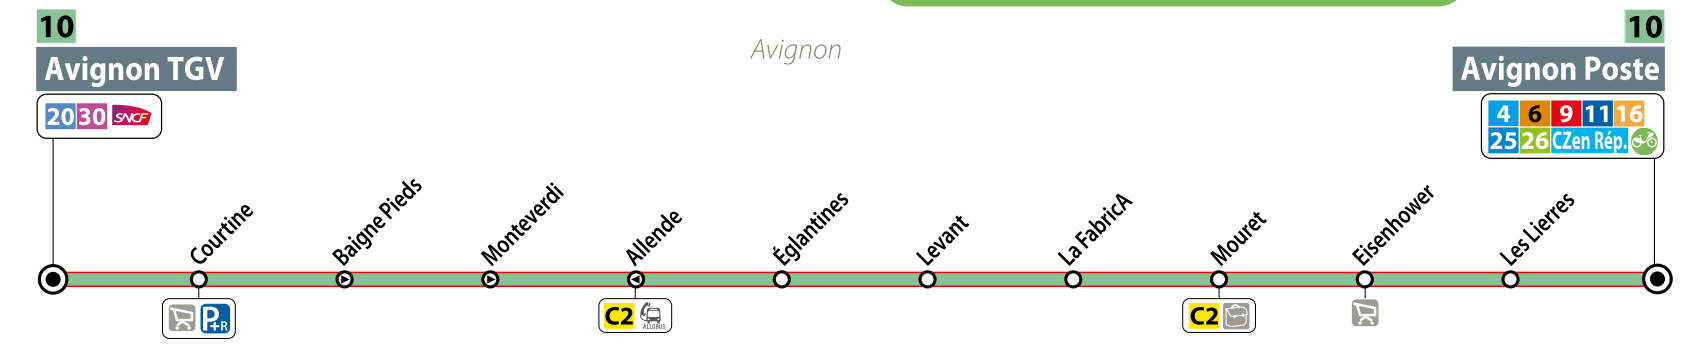 10
Avignon TGV
20 30 SNCF
Avignon
10
Avignon Poste
4 6 9 11 16
25 26 CZen Rép.
Courtine
Baigne Pieds
Monteverdi
Allende
Églantines
Levant
La FabricA
Mouret
Eisenhower
Les Lierres
P+R
C2 ALLOBUS
C2